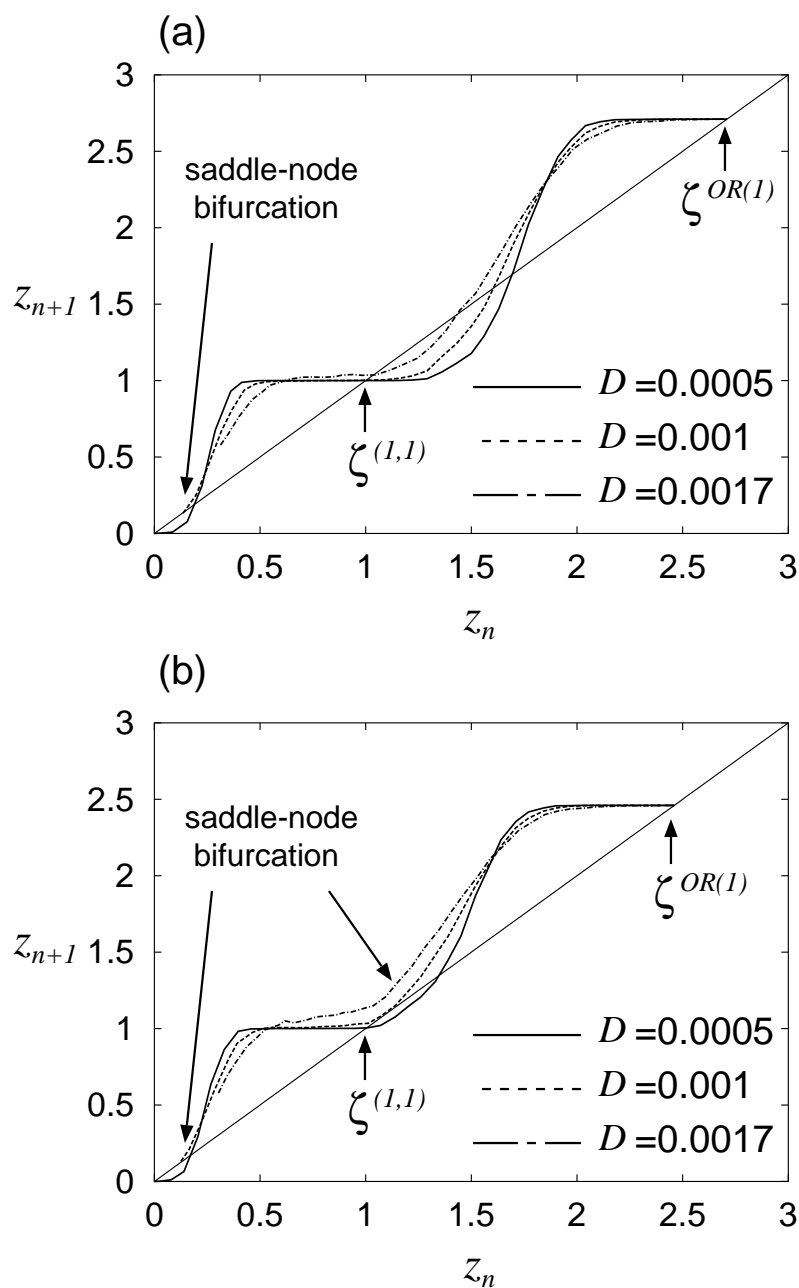 (a)
3
2.5
2
1.5
1
0.5
0
z_{n+1}
saddle-node
bifurcation
ζ^{OR(1)}
ζ^{(1,1)}
D =0.0005
D =0.001
D =0.0017
0 0.5 1 1.5 2 2.5 3
z_n
(b)
3
2.5
2
1.5
1
0.5
0
z_{n+1}
saddle-node
bifurcation
ζ^{OR(1)}
ζ^{(1,1)}
D =0.0005
D =0.001
D =0.0017
0 0.5 1 1.5 2 2.5 3
z_n